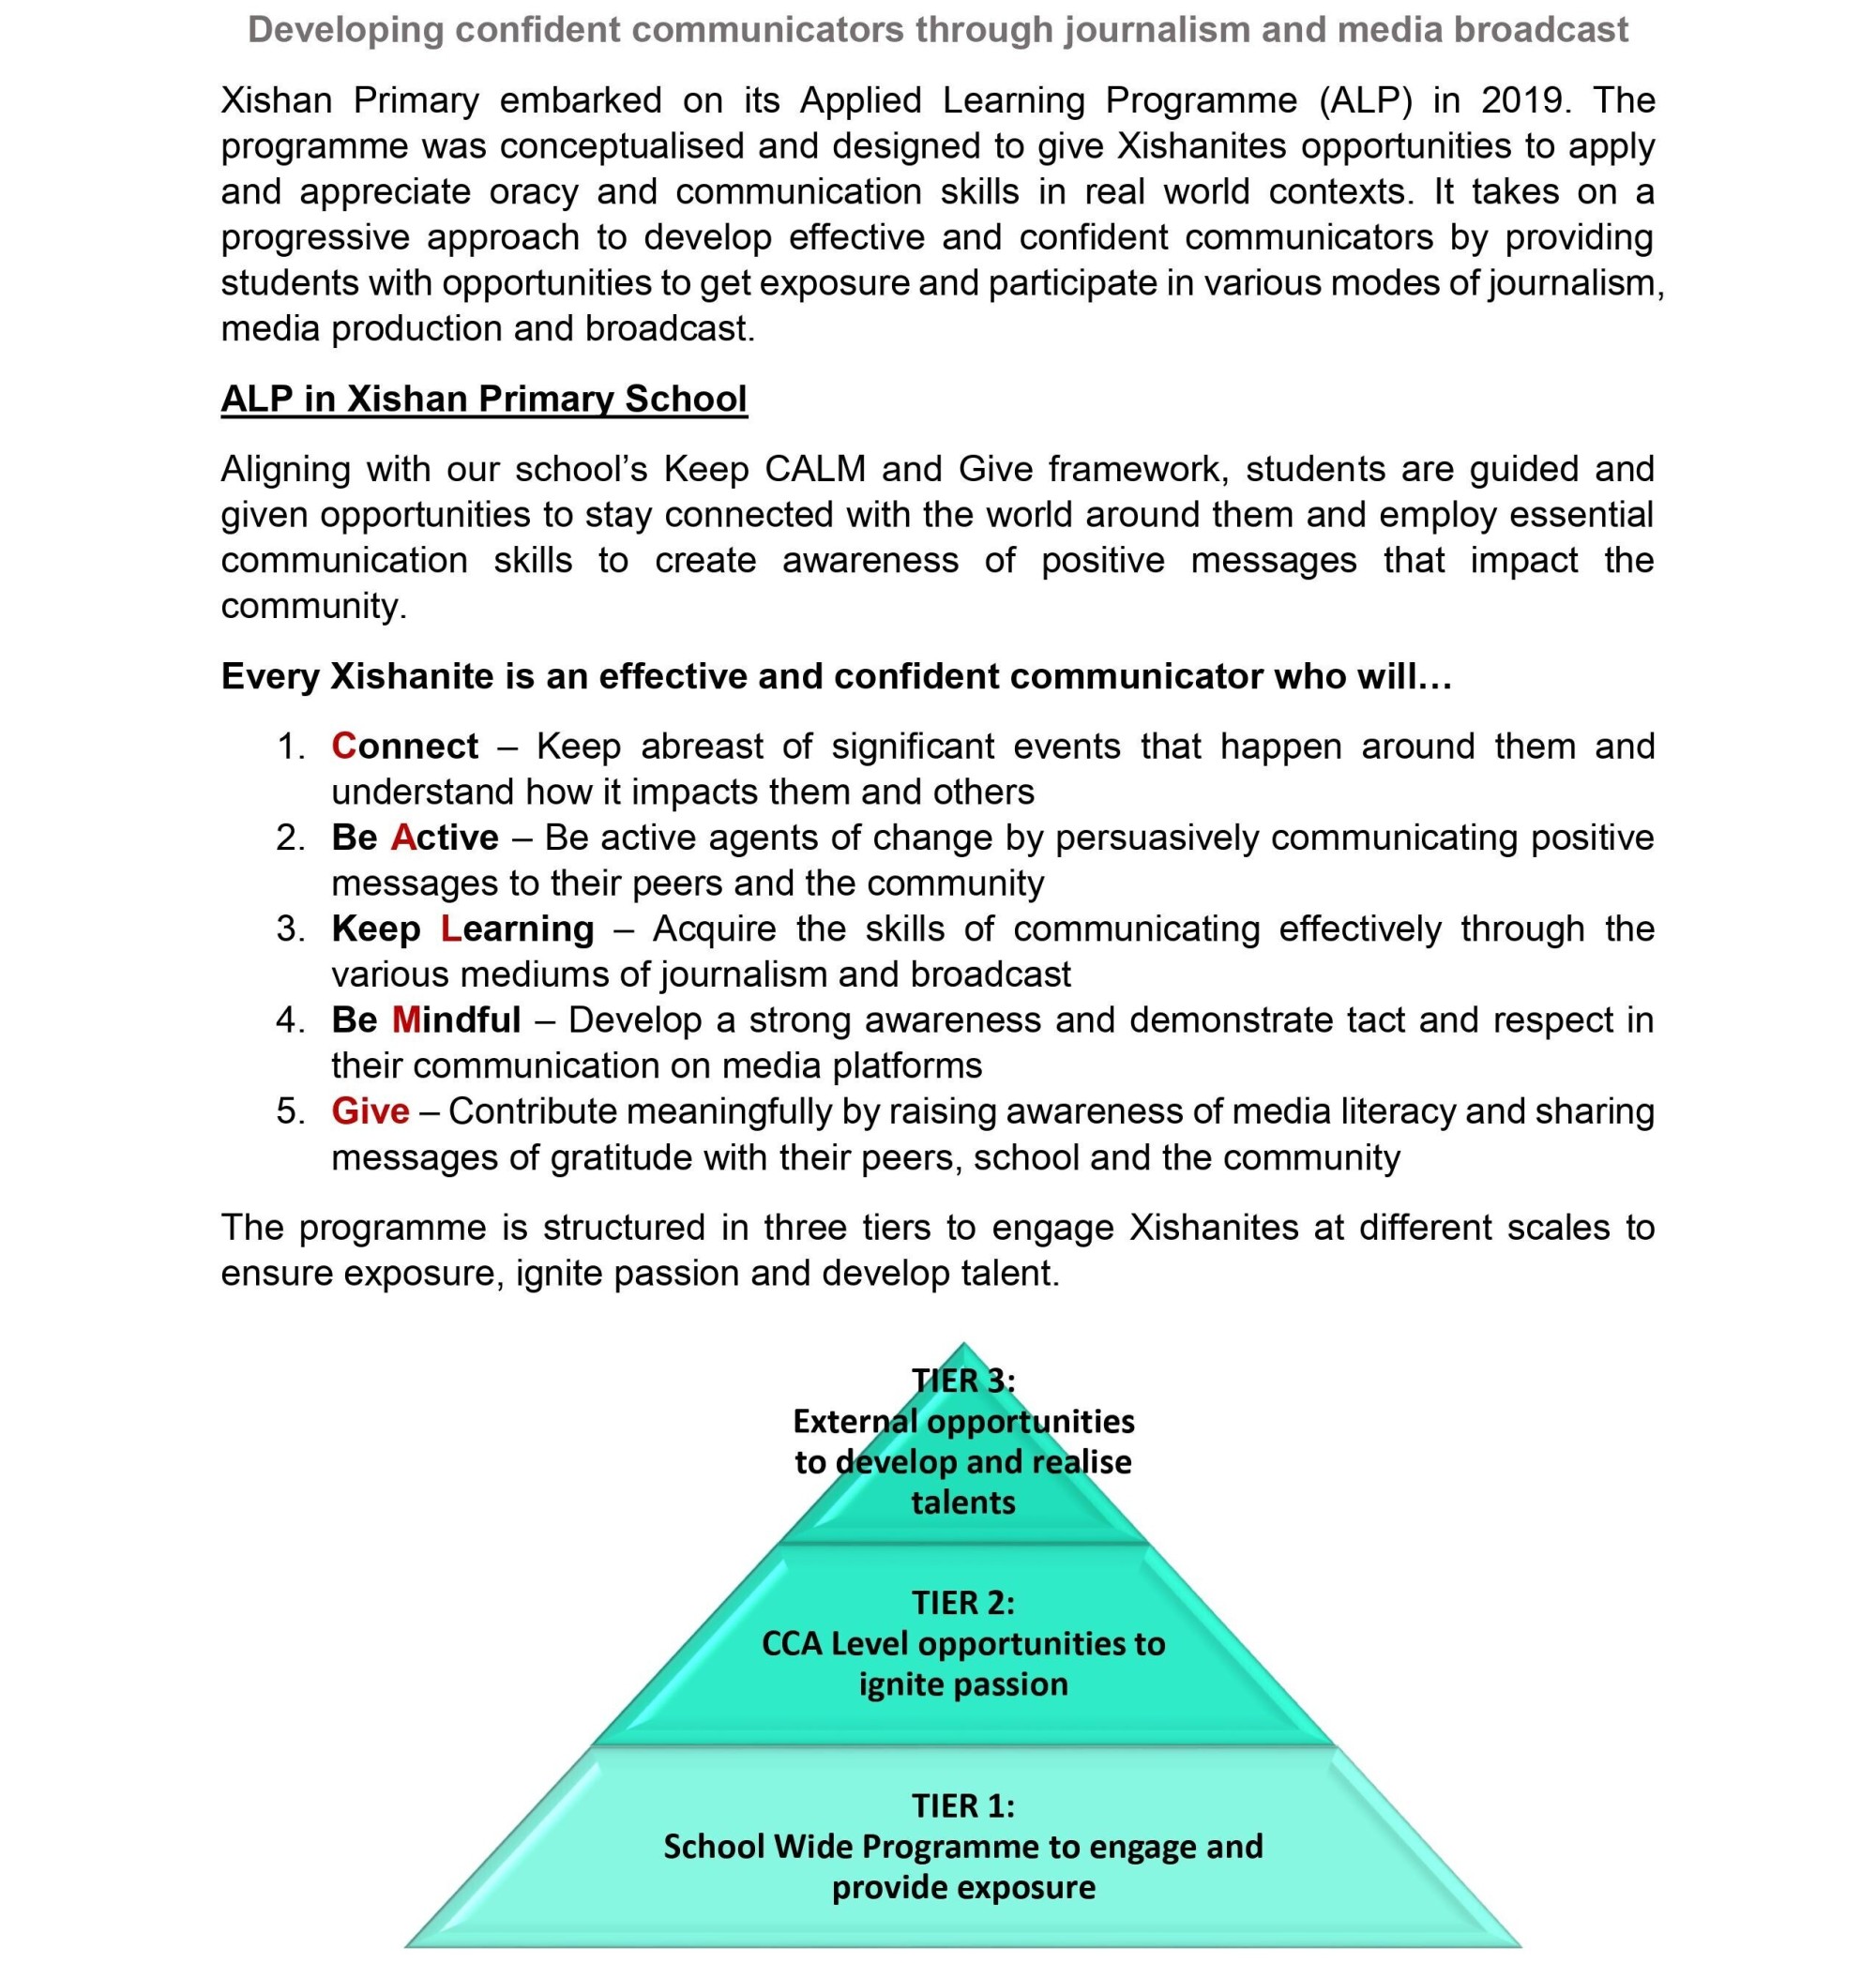 Developing confident communicators through journalism and media broadcast
Xishan Primary embarked on its Applied Learning Programme (ALP) in 2019. The
programme was conceptualised and designed to give Xishanites opportunities to apply
and appreciate oracy and communication skills in real world contexts. It takes on a
progressive approach to develop effective and confident communicators by providing
students with opportunities to get exposure and participate in various modes of journalism,
media production and broadcast.
ALP in Xishan Primary School
Aligning with our school’s Keep CALM and Give framework, students are guided and
given opportunities to stay connected with the world around them and employ essential
communication skills to create awareness of positive messages that impact the
community.
Every Xishanite is an effective and confident communicator who will…
1. Connect – Keep abreast of significant events that happen around them and
understand how it impacts them and others
2. Be Active – Be active agents of change by persuasively communicating positive
messages to their peers and the community
3. Keep Learning – Acquire the skills of communicating effectively through the
various mediums of journalism and broadcast
4. Be Mindful – Develop a strong awareness and demonstrate tact and respect in
their communication on media platforms
5. Give – Contribute meaningfully by raising awareness of media literacy and sharing
messages of gratitude with their peers, school and the community
The programme is structured in three tiers to engage Xishanites at different scales to
ensure exposure, ignite passion and develop talent.
TIER 3:
External opportunities
to develop and realise
talents
TIER 2:
CCA Level opportunities to
ignite passion
TIER 1:
School Wide Programme to engage and
provide exposure